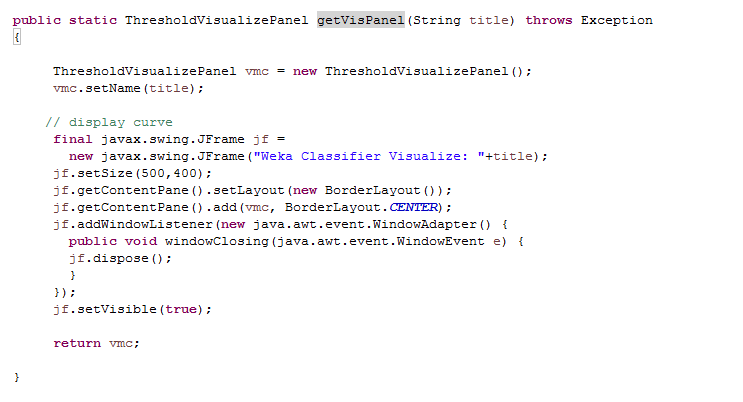 public static ThresholdVisualizePanel getVisPanel(String title) throws Exception
{
ThresholdVisualizePanel vmc = new ThresholdVisualizePanel();
vmc.setName(title);
// display curve
final javax.swing.JFrame jf =
new javax.swing.JFrame("Weka Classifier Visualize: "+title);
jf.setSize(500,400);
jf.getContentPane().setLayout(new BorderLayout());
jf.getContentPane().add(vmc, BorderLayout.CENTER);
jf.addWindowListener(new java.awt.event.WindowAdapter() {
public void windowClosing(java.awt.event.WindowEvent e) {
jf.dispose();
}
});
jf.setVisible(true);
return vmc;
}